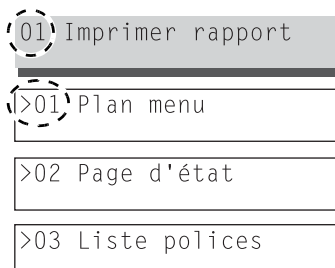 01 Imprimer rapport
>01 Plan menu
>02 Page d'état
>03 Liste polices